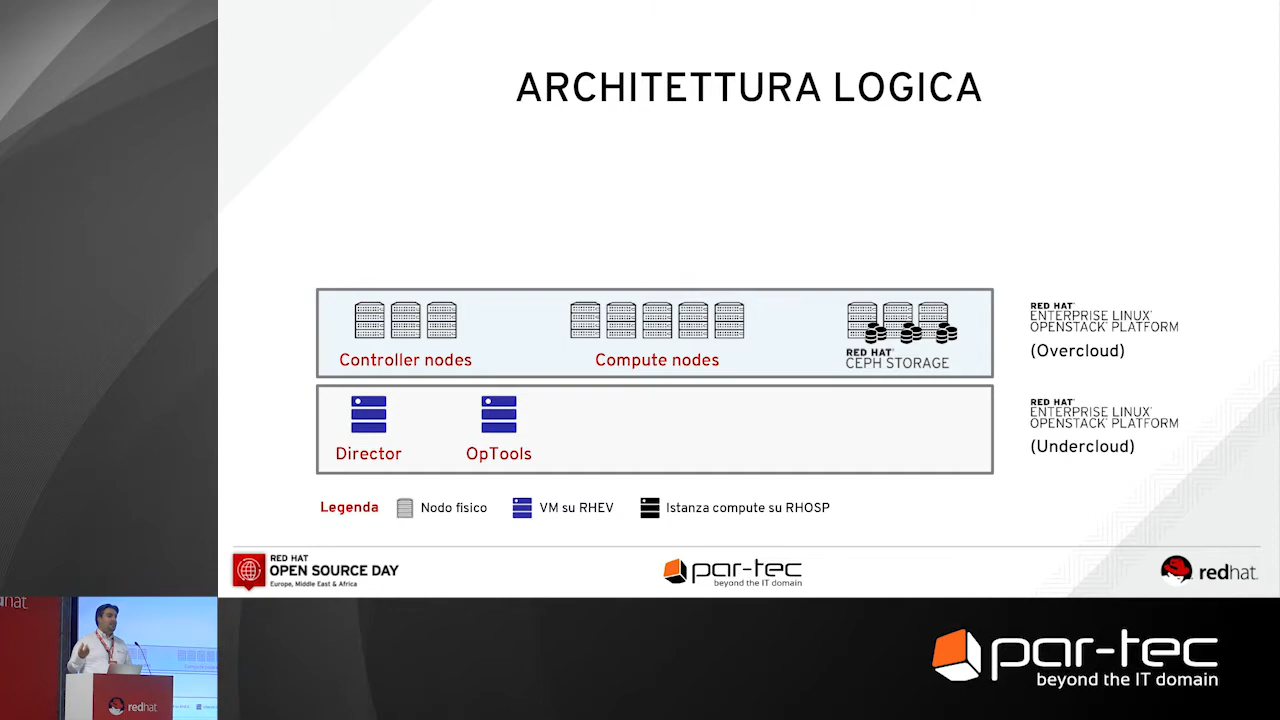 ARCHITETTURA LOGICA
Controller nodes
Compute nodes
RED HAT
CEPH STORAGE
RED HAT
ENTERPRISE LINUX
OPENSTACK PLATFORM
(Overcloud)
Director
OpTools
RED HAT
ENTERPRISE LINUX
OPENSTACK PLATFORM
(Undercloud)
Legenda
Nodo fisico
VM su RHEV
Istanza compute su RHOSP
RED HAT
OPEN SOURCE DAY
Europe, Middle East & Africa
par-tec
beyond the IT domain
redhat.
hat.
redhat
par-tec
beyond the IT domain